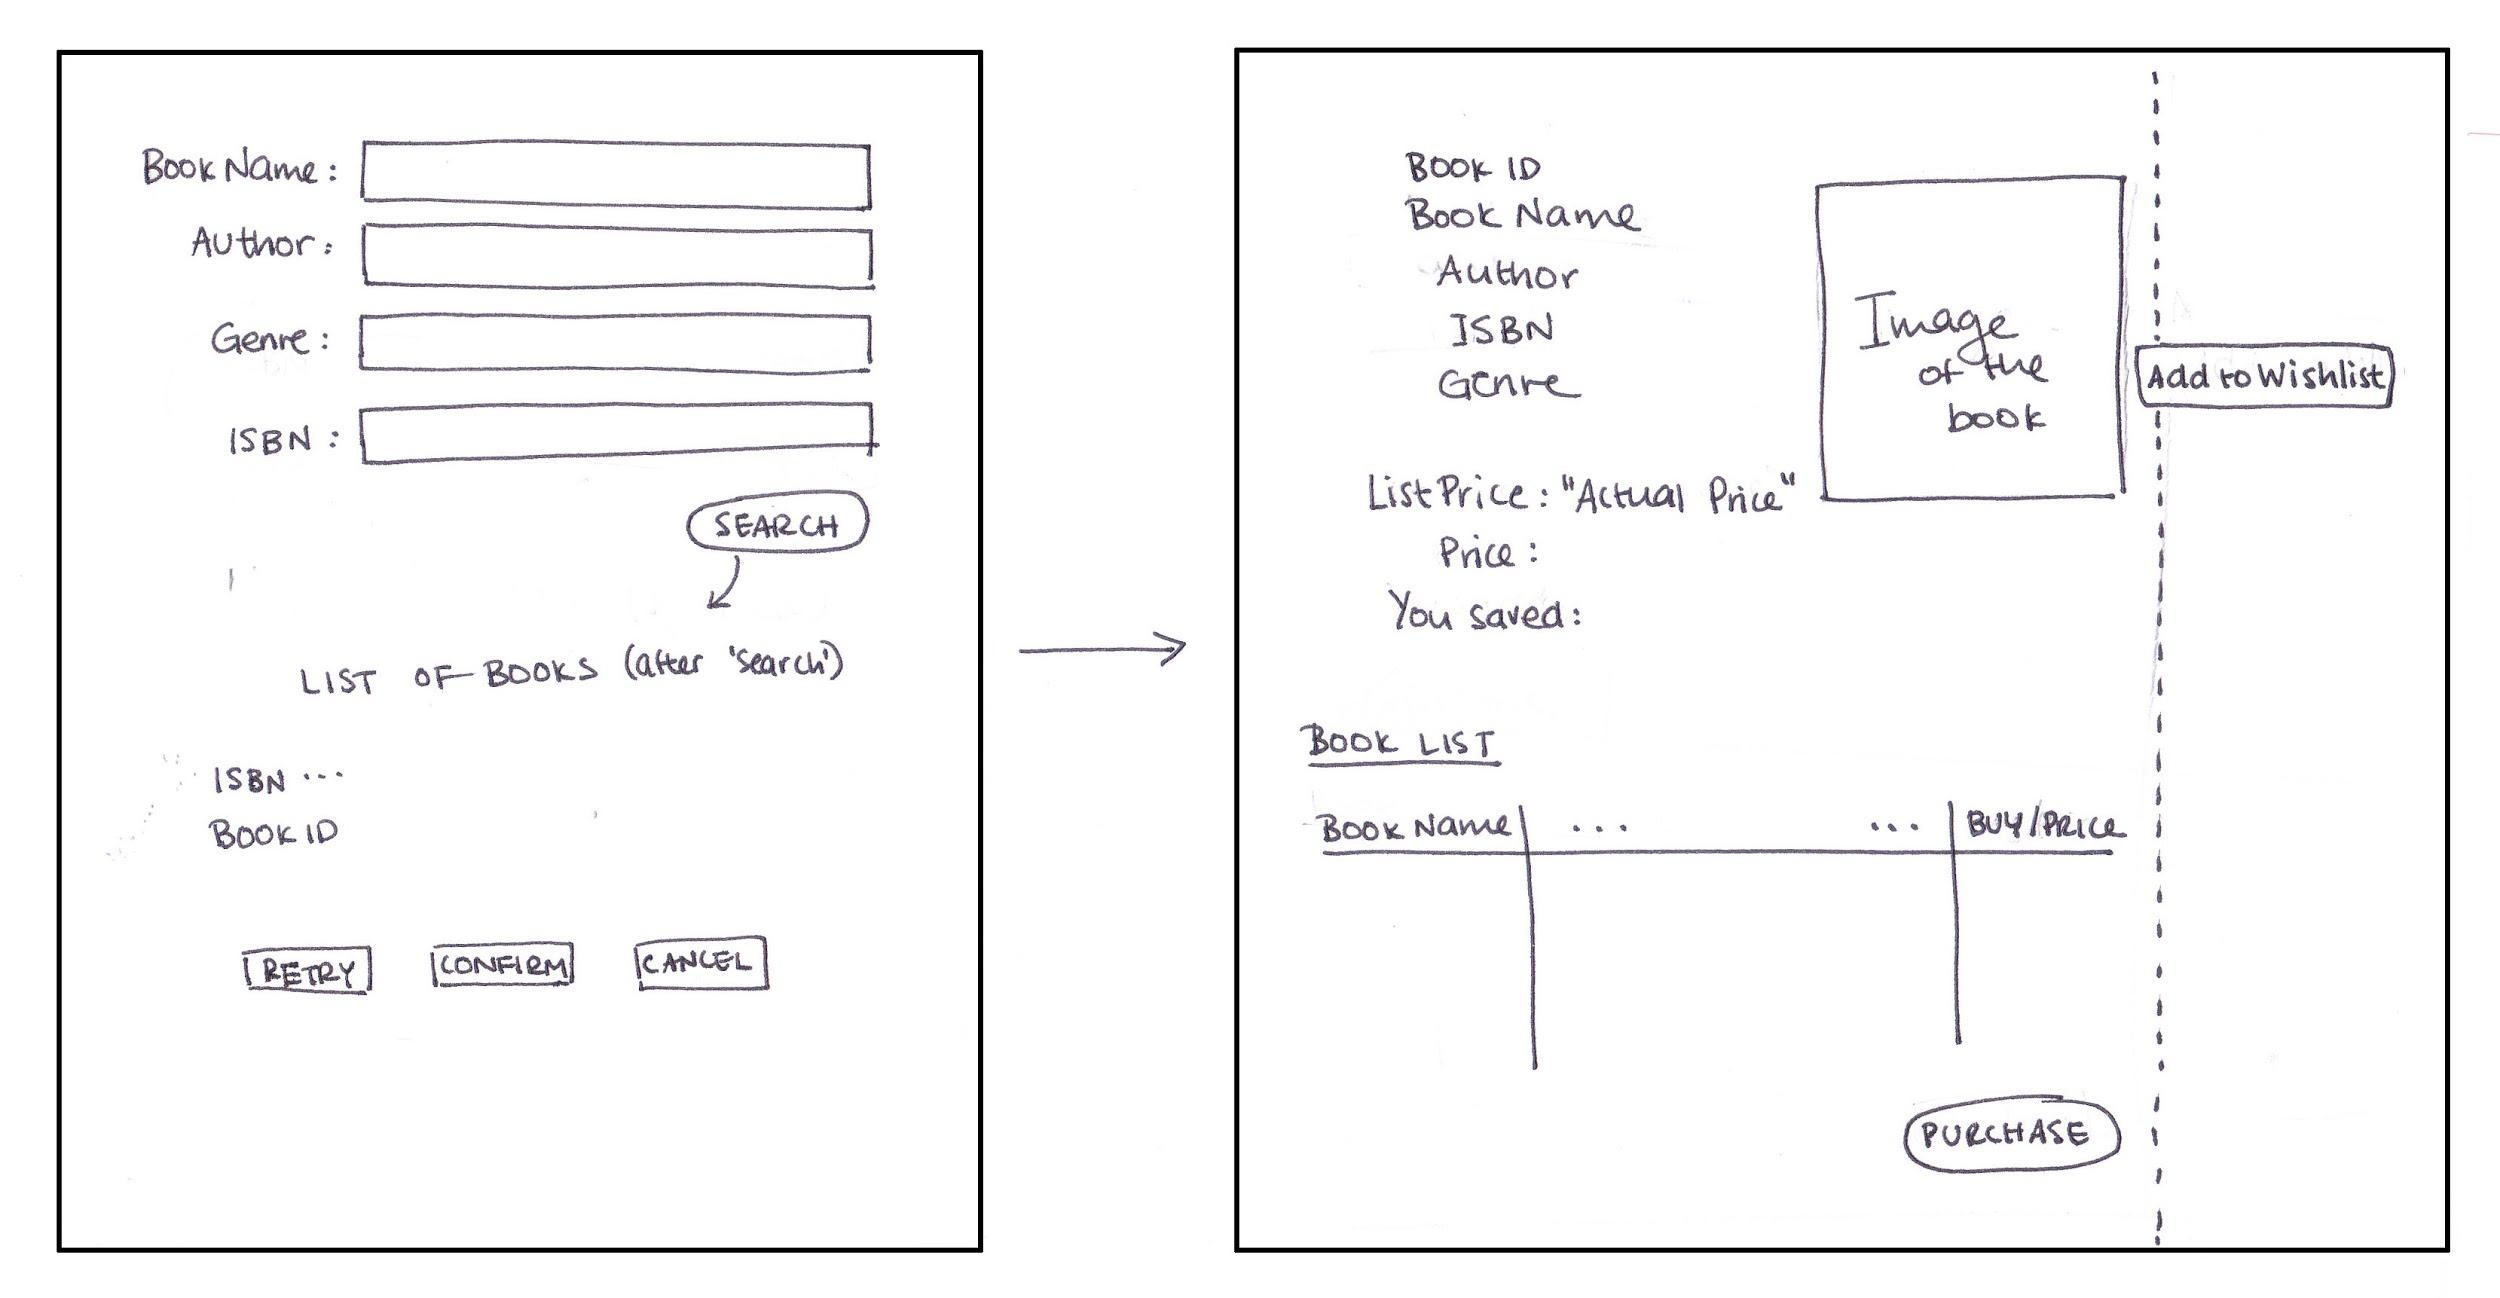 Book Name :
Author :
Genre :
ISBN :
SEARCH
LIST OF BOOKS (after 'search')
ISBN ...
BOOK ID
RETRY
CONFIRM
CANCEL
BOOK ID
Book Name
Author
ISBN
Genre
Image
of the
book
Add to Wishlist
List Price : "Actual Price"
Price :
You saved :
BOOK LIST
Book Name ... ... BUY/PRICE
PURCHASE